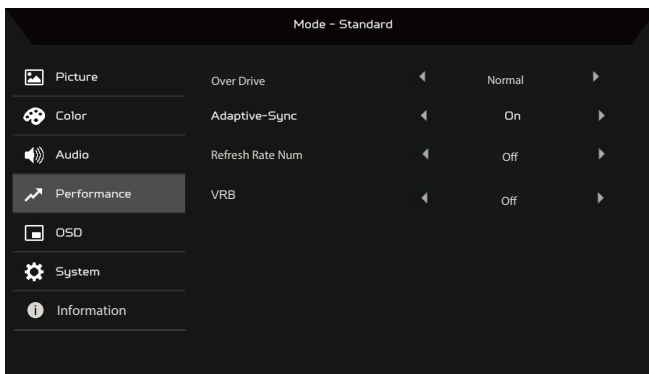 Mode - Standard
Picture
Over Drive Normal
Color
Adaptive-Sync On
Audio
Refresh Rate Num Off
Performance
VRB Off
OSD
System
Information